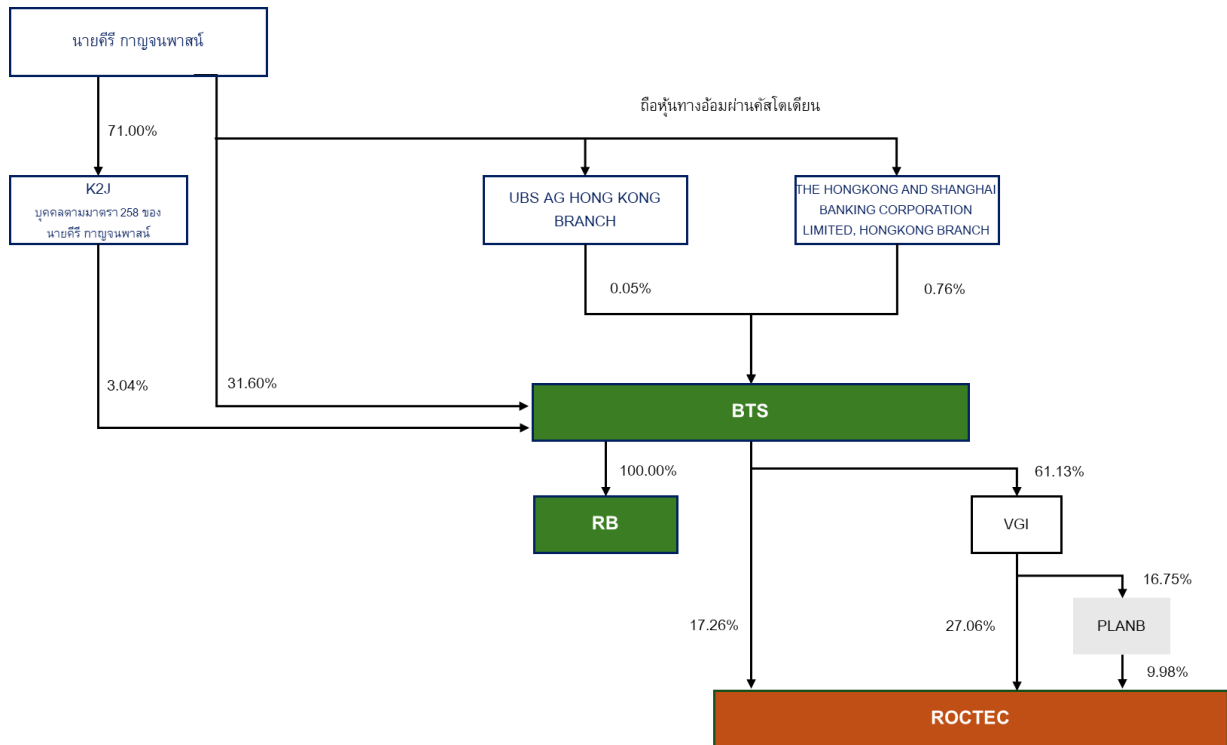 นายคีรี กาญจนพาสน์
ถือหุ้นทางอ้อมผ่านคัสโตเดียน
71.00%
K2J
บุคคลตามมาตรา 258 ของ
นายคีรี กาญจนพาสน์
UBS AG HONG KONG
BRANCH
THE HONGKONG AND SHANGHAI
BANKING CORPORATION
LIMITED, HONGKONG BRANCH
0.05%
0.76%
3.04%
31.60%
BTS
100.00%
61.13%
RB
VGI
16.75%
17.26%
27.06%
PLANB
9.98%
ROCTEC